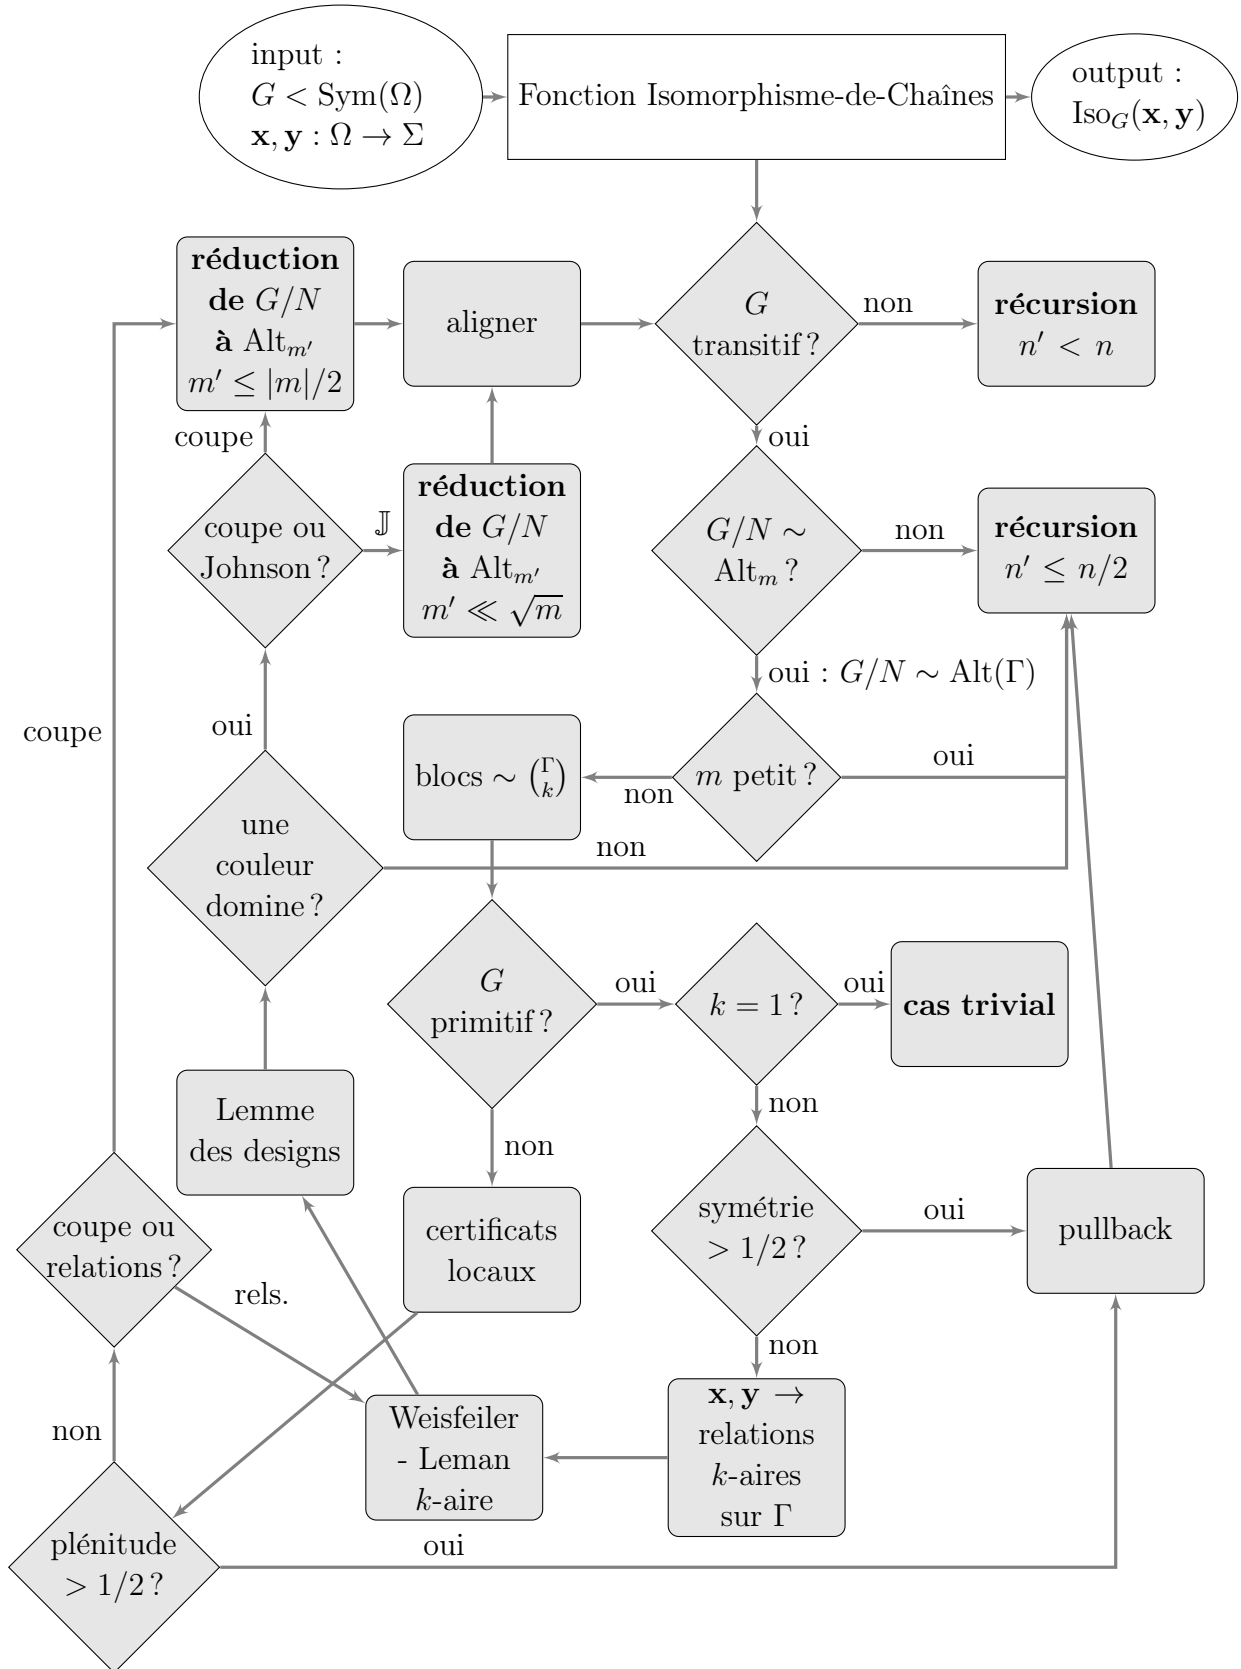 input :
G < Sym(Ω)
x, y : Ω → Σ
Fonction Isomorphisme-de-Chaînes
output :
Iso_G(x, y)
réduction
de G/N
à Alt_{m'}
m' ≤ |m|/2
aligner
G
transitif ?
non
récursion
n' < n
coupe
oui
coupe ou
Johnson ?
𝕁
réduction
de G/N
à Alt_{m'}
m' ≪ √m
G/N ∼
Alt_m ?
non
récursion
n' ≤ n/2
oui : G/N ∼ Alt(Γ)
coupe
oui
blocs ∼ (Γ k)
non
m petit ?
oui
une
couleur
domine ?
non
G
primitif ?
oui
k = 1 ?
oui
cas trivial
non
non
Lemme
des designs
certificats
locaux
symétrie
> 1/2 ?
oui
pullback
coupe ou
relations ?
rels.
non
non
Weisfeiler
- Leman
k-aire
x, y →
relations
k-aires
sur Γ
plénitude
> 1/2 ?
oui